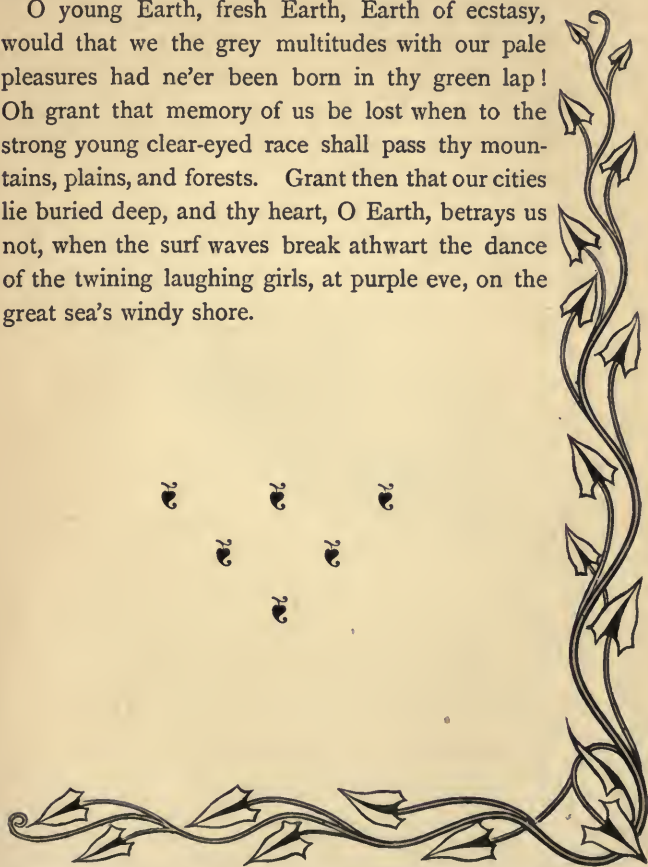 O young Earth, fresh Earth, Earth of ecstasy,
would that we the grey multitudes with our pale
pleasures had ne'er been born in thy green lap!
Oh grant that memory of us be lost when to the
strong young clear-eyed race shall pass thy moun-
tains, plains, and forests. Grant then that our cities
lie buried deep, and thy heart, O Earth, betrays us
not, when the surf waves break athwart the dance
of the twining laughing girls, at purple eve, on the
great sea's windy shore.